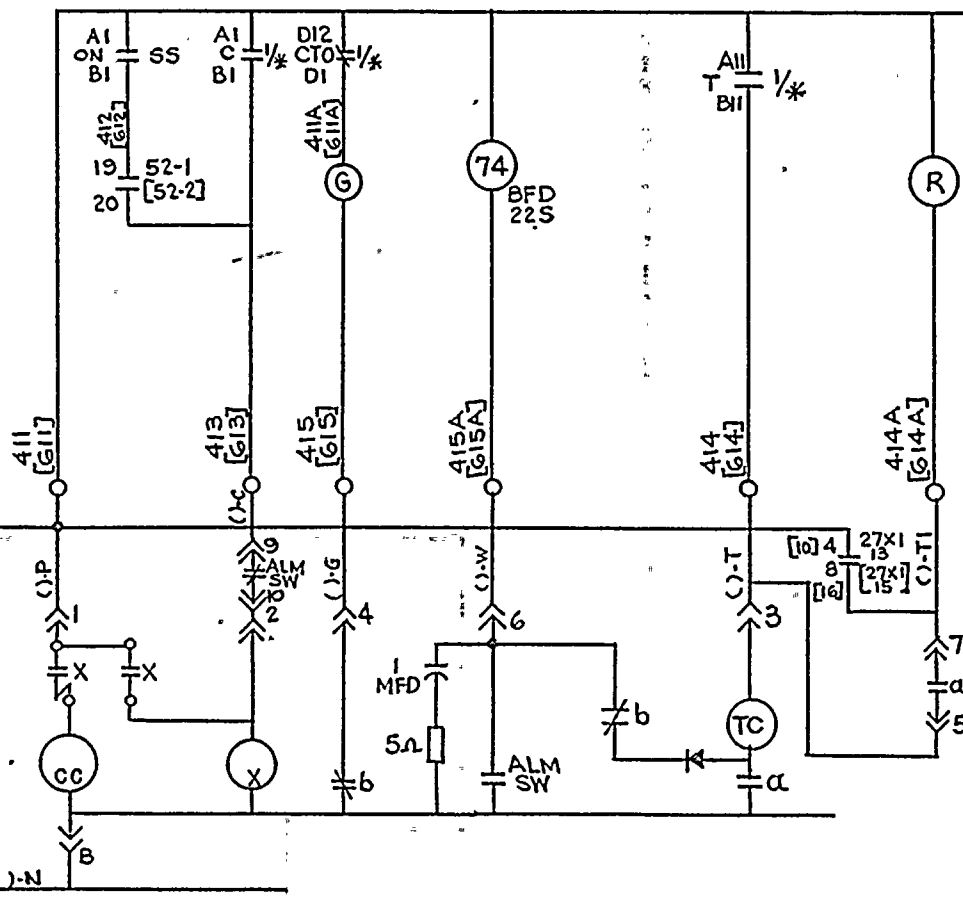 A1
ON SS
B1
A1
C 1/*
B1
D12
CTO 1/*
D1
A11
T 1/*
B11
412
[612]
411A
[611A]
19 52-1
[52-2]
20
G
74
BFD
22S
R
411
[611]
413
[613]
415
[615]
415A
[615A]
414
[614]
414A
[614A]
()-P
()-C
()-G
()-W
()-T
()-T1
9
ALM
SW
10
[10] 4 27X1
13
8 [27X1]
15
[16]
1
2
4
6
3
7
X
X
1
MFD
a
5
b
TC
5Ω
CC
X
b
ALM
SW
a
B
)-N